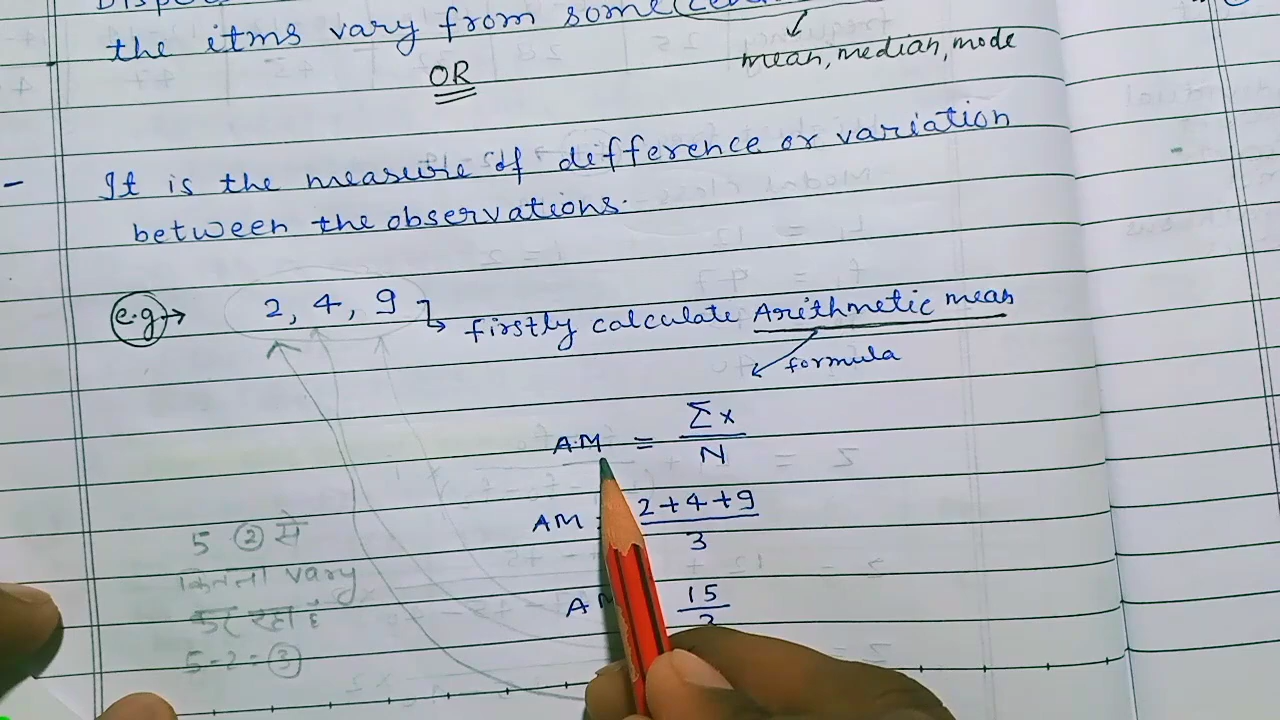 the itms vary from some
mean, median, mode
OR
- It is the measure of difference or variation
between the observations.
e.g → 2, 4, 9 firstly calculate Arithmetic mean
formula
A.M = Σx / N
AM = 2+4+9 / 3
A 15
5 ② से
कितना vary
कर रहा है
5-2=③